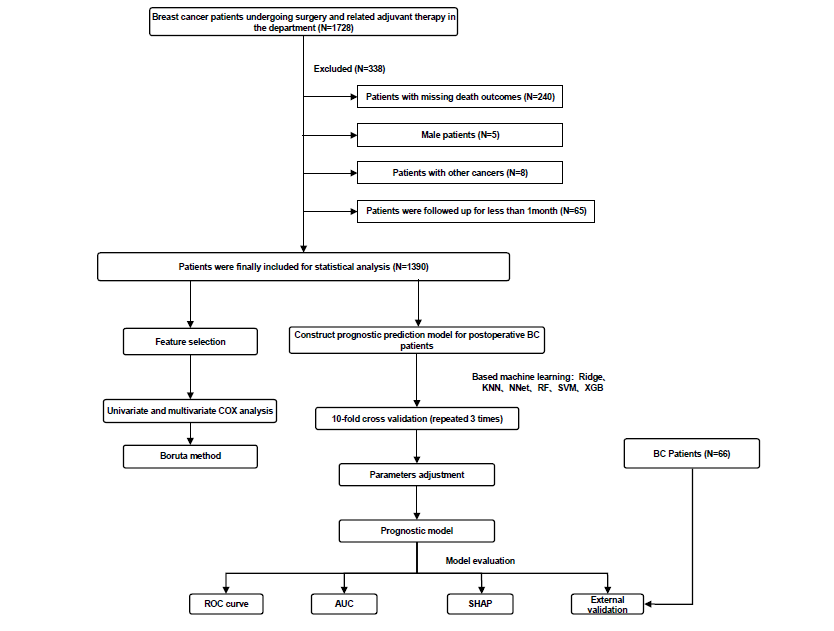 Breast cancer patients undergoing surgery and related adjuvant therapy in
the department (N=1728)
Excluded (N=338)
Patients with missing death outcomes (N=240)
Male patients (N=5)
Patients with other cancers (N=8)
Patients were followed up for less than 1month (N=65)
Patients were finally included for statistical analysis (N=1390)
Feature selection
Construct prognostic prediction model for postoperative BC
patients
Based machine learning：Ridge、
KNN、NNet、RF、SVM、XGB
Univariate and multivariate COX analysis
10-fold cross validation (repeated 3 times)
Boruta method
BC Patients (N=66)
Parameters adjustment
Prognostic model
Model evaluation
ROC curve
AUC
SHAP
External
validation